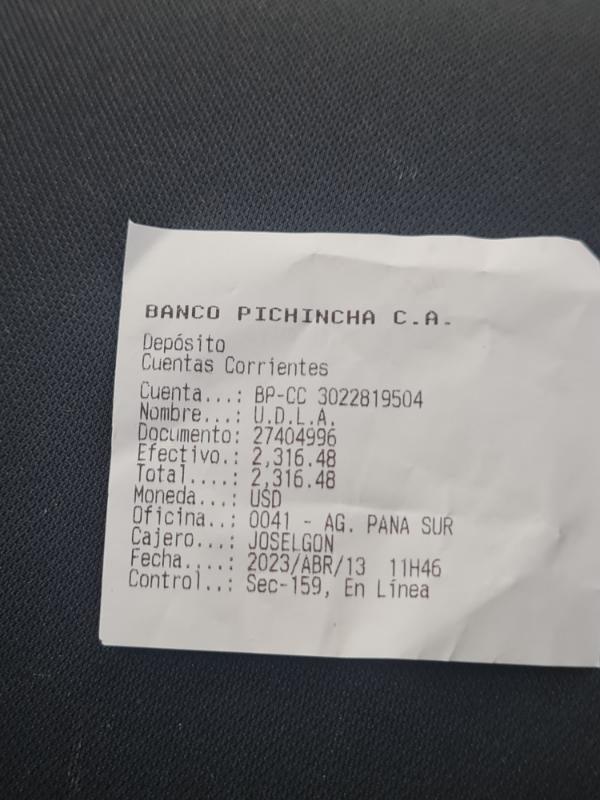 BANCO PICHINCHA C.A.
Depósito
Cuentas Corrientes
Cuenta...: BP-CC 3022819504
Nombre...: U.D.L.A.
Documento: 27404996
Efectivo.: 2,316.48
Total....: 2,316.48
Moneda...: USD
Oficina..: 0041 - AG. PANA SUR
Cajero...: JOSELGON
Fecha....: 2023/ABR/13 11H46
Control..: Sec-159, En Línea